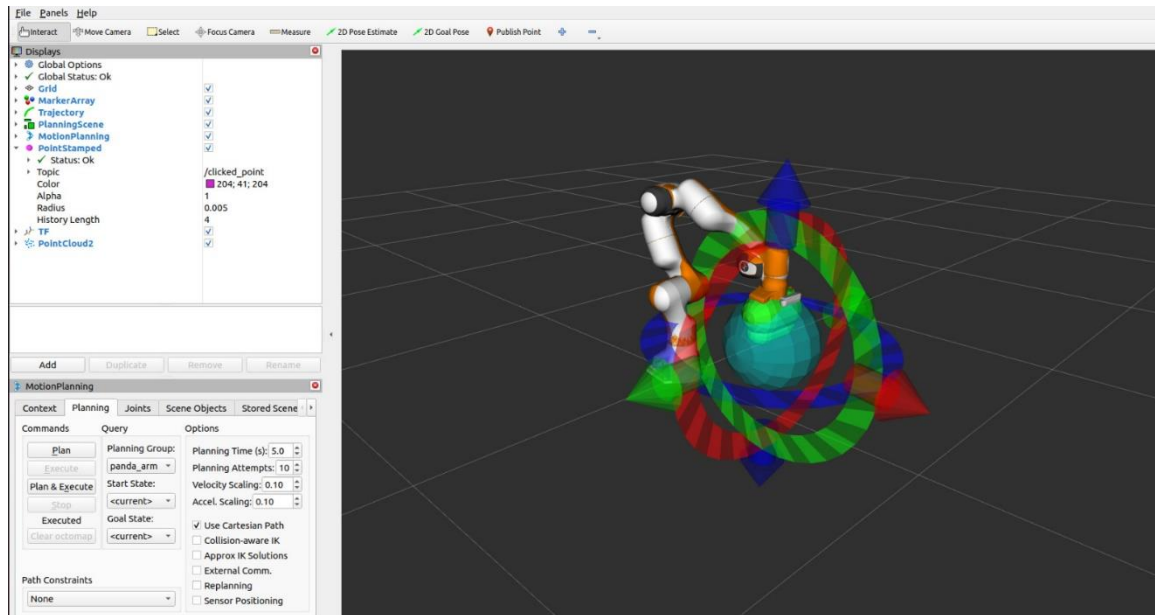 File Panels Help
Interact Move Camera Select Focus Camera Measure 2D Pose Estimate 2D Goal Pose Publish Point
Displays
Global Options
Global Status: Ok
Grid
MarkerArray
Trajectory
PlanningScene
MotionPlanning
PointStamped
Status: Ok
Topic /clicked_point
Color 204; 41; 204
Alpha 1
Radius 0.005
History Length 4
TF
PointCloud2
Add Duplicate Remove Rename
MotionPlanning
Context Planning Joints Scene Objects Stored Scene
Commands Query Options
Plan Planning Group: Planning Time (s): 5.0
Execute panda_arm Planning Attempts: 10
Plan & Execute Start State: Velocity Scaling: 0.10
Stop <current> Accel. Scaling: 0.10
Executed Goal State: Use Cartesian Path
Clear octomap <current> Collision-aware IK
Approx IK Solutions
External Comm.
Path Constraints Replanning
None Sensor Positioning